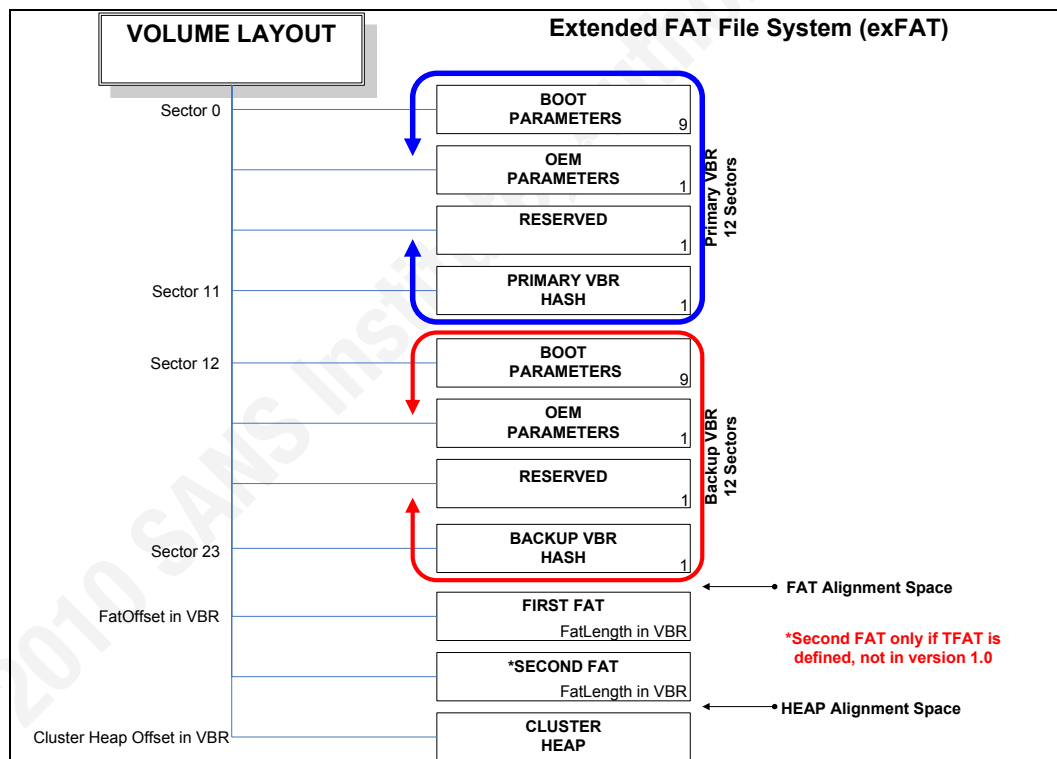 VOLUME LAYOUT
Extended FAT File System (exFAT)
Sector 0
BOOT
PARAMETERS
9
OEM
PARAMETERS
1
RESERVED
1
Sector 11
PRIMARY VBR
HASH
1
Primary VBR
12 Sectors
Sector 12
BOOT
PARAMETERS
9
OEM
PARAMETERS
1
RESERVED
1
Sector 23
BACKUP VBR
HASH
1
Backup VBR
12 Sectors
FAT Alignment Space
FatOffset in VBR
FIRST FAT
FatLength in VBR
*Second FAT only if TFAT is
defined, not in version 1.0
*SECOND FAT
FatLength in VBR
HEAP Alignment Space
Cluster Heap Offset in VBR
CLUSTER
HEAP
2010 SANS